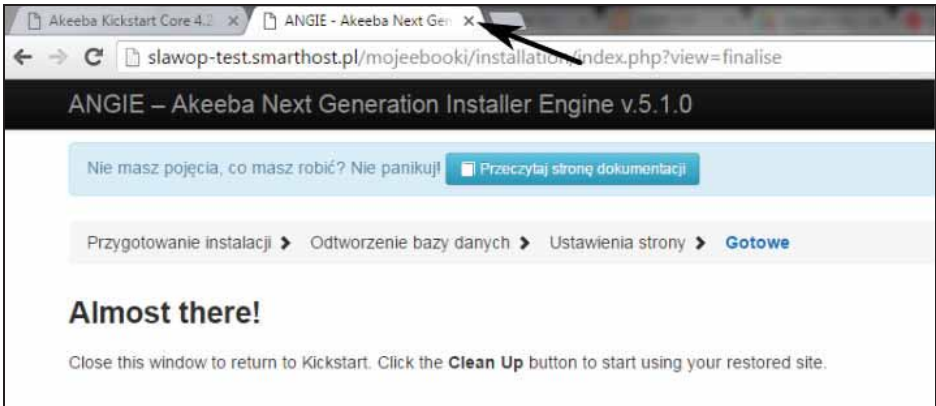 Akeeba Kickstart Core 4.2
ANGIE - Akeeba Next Gen
slawop-test.smarthost.pl/mojeebooki/installation/index.php?view=finalise
ANGIE – Akeeba Next Generation Installer Engine v.5.1.0
Nie masz pojęcia, co masz robić? Nie panikuj! Przeczytaj stronę dokumentacji
Przygotowanie instalacji Odtworzenie bazy danych Ustawienia strony Gotowe
Almost there!
Close this window to return to Kickstart. Click the Clean Up button to start using your restored site.